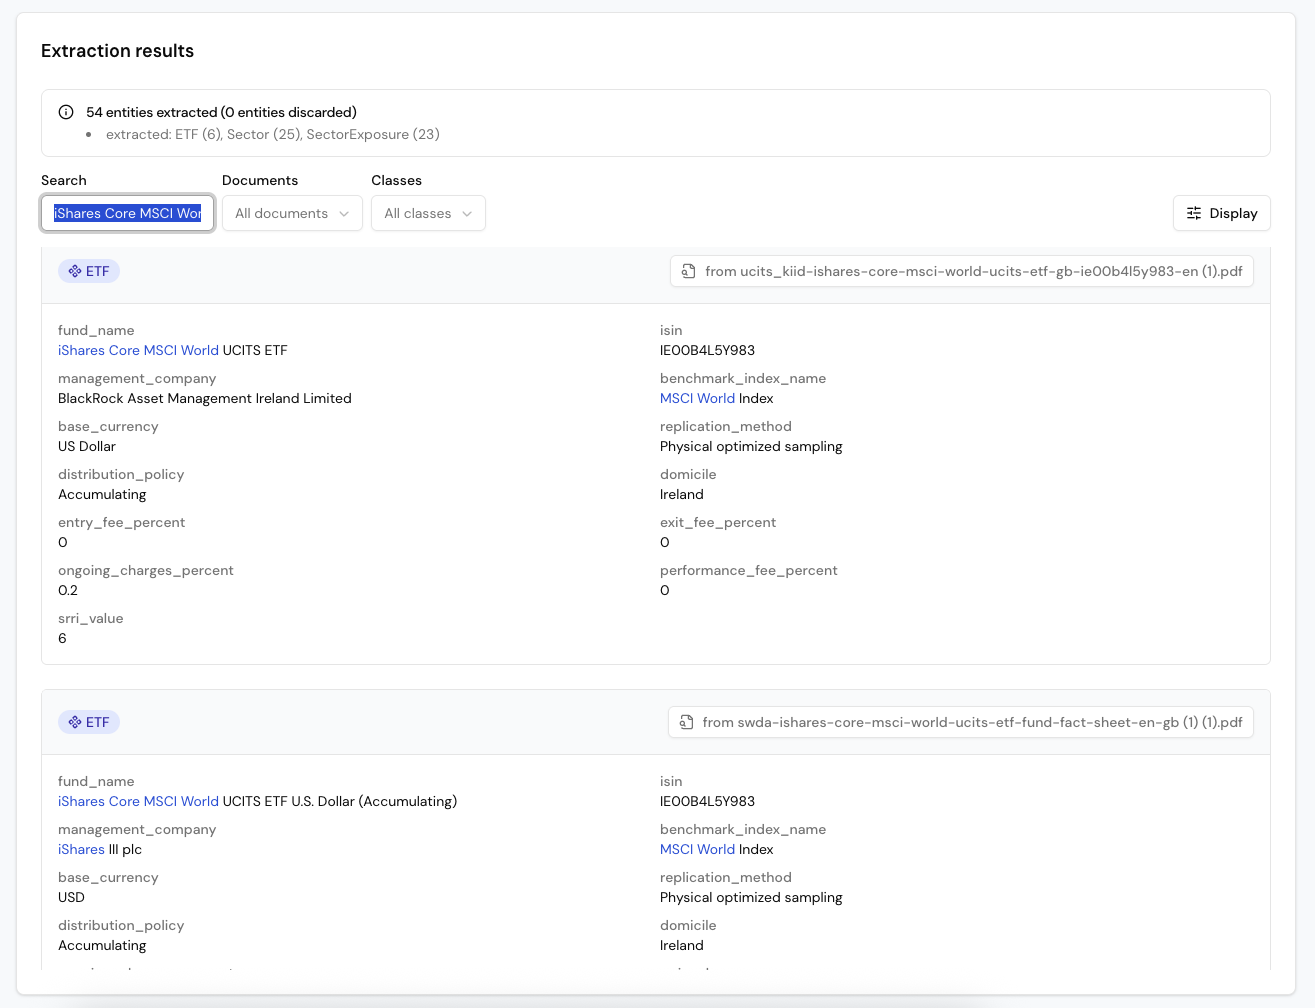 Extraction results
54 entities extracted (0 entities discarded)
• extracted: ETF (6), Sector (25), SectorExposure (23)
Search Documents Classes
iShares Core MSCI Wor All documents All classes Display
ETF from ucits_kiid-ishares-core-msci-world-ucits-etf-gb-ie00b4l5y983-en (1).pdf
fund_name isin
iShares Core MSCI World UCITS ETF IE00B4L5Y983
management_company benchmark_index_name
BlackRock Asset Management Ireland Limited MSCI World Index
base_currency replication_method
US Dollar Physical optimized sampling
distribution_policy domicile
Accumulating Ireland
entry_fee_percent exit_fee_percent
0 0
ongoing_charges_percent performance_fee_percent
0.2 0
srri_value
6
ETF from swda-ishares-core-msci-world-ucits-etf-fund-fact-sheet-en-gb (1) (1).pdf
fund_name isin
iShares Core MSCI World UCITS ETF U.S. Dollar (Accumulating) IE00B4L5Y983
management_company benchmark_index_name
iShares III plc MSCI World Index
base_currency replication_method
USD Physical optimized sampling
distribution_policy domicile
Accumulating Ireland